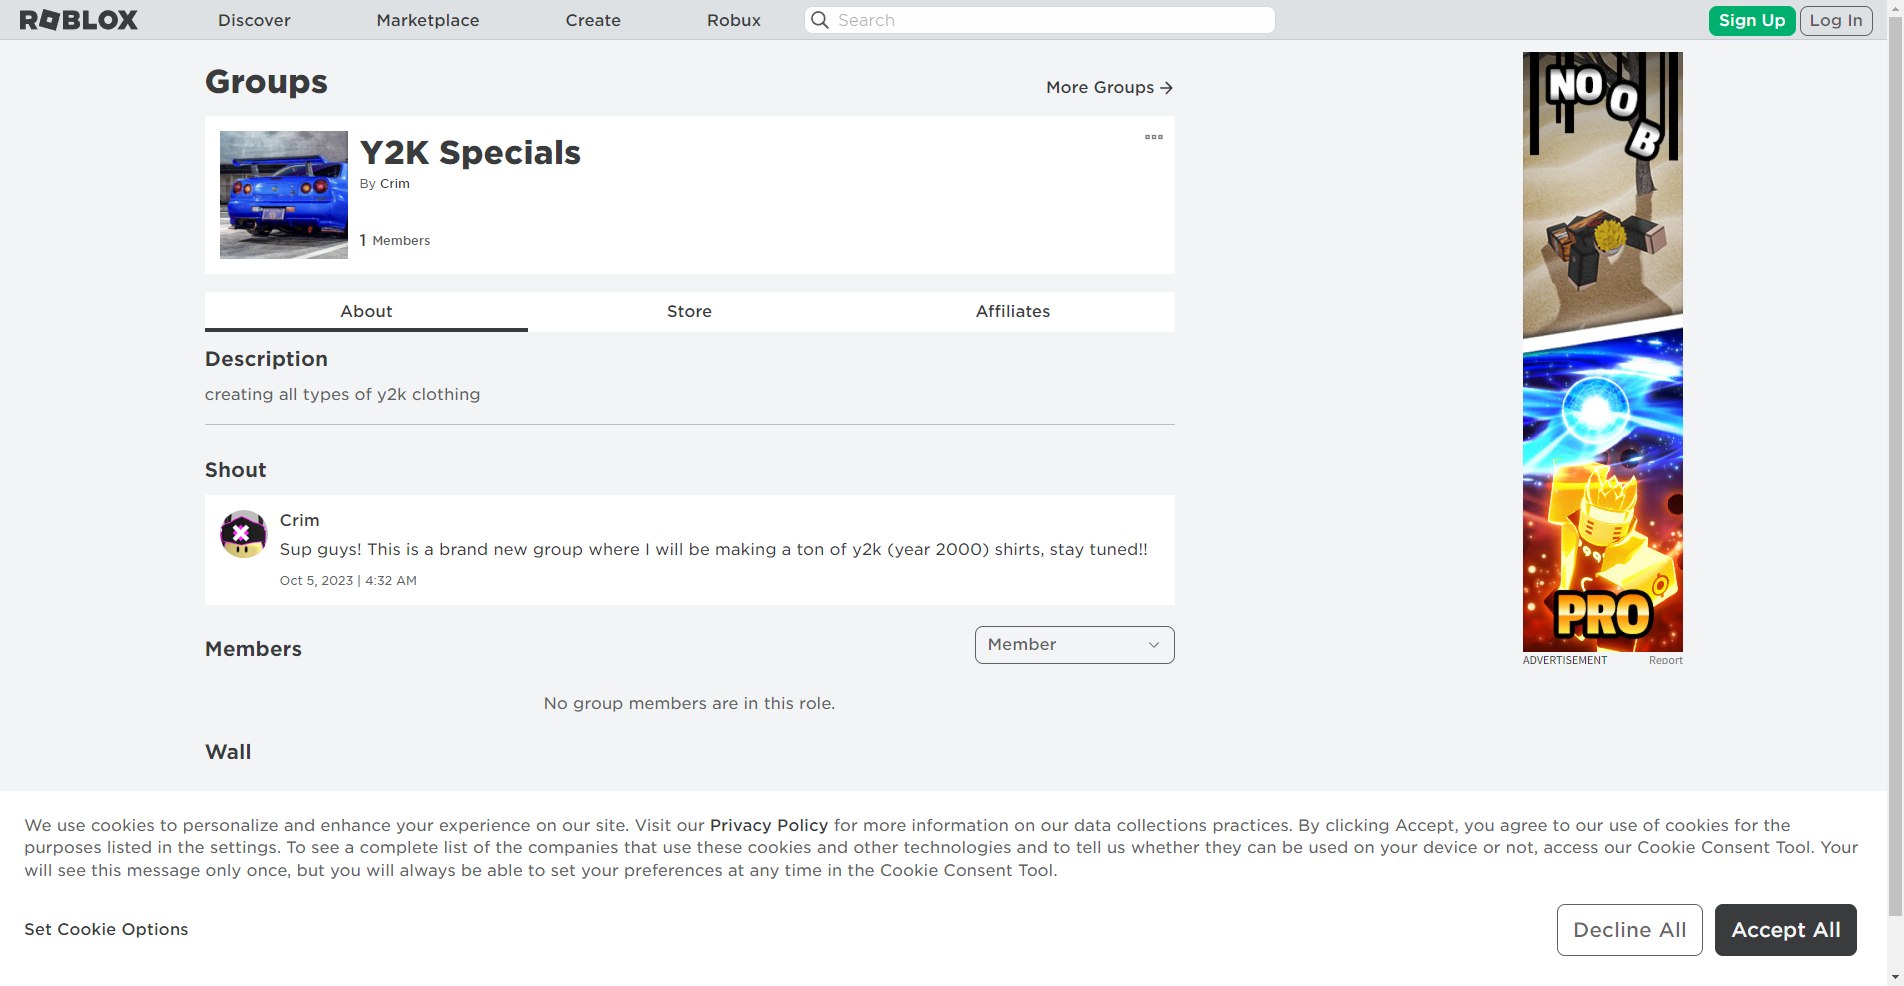 ROBLOX
Discover
Marketplace
Create
Robux
Search
Sign Up
Log In
Groups
More Groups
Y2K Specials
By Crim
1 Members
About
Store
Affiliates
Description
creating all types of y2k clothing
Shout
Crim
Sup guys! This is a brand new group where I will be making a ton of y2k (year 2000) shirts, stay tuned!!
Oct 5, 2023 | 4:32 AM
Members
Member
No group members are in this role.
Wall
NOOB
PRO
ADVERTISEMENT
Report
We use cookies to personalize and enhance your experience on our site. Visit our Privacy Policy for more information on our data collections practices. By clicking Accept, you agree to our use of cookies for the
purposes listed in the settings. To see a complete list of the companies that use these cookies and other technologies and to tell us whether they can be used on your device or not, access our Cookie Consent Tool. Your
will see this message only once, but you will always be able to set your preferences at any time in the Cookie Consent Tool.
Set Cookie Options
Decline All
Accept All